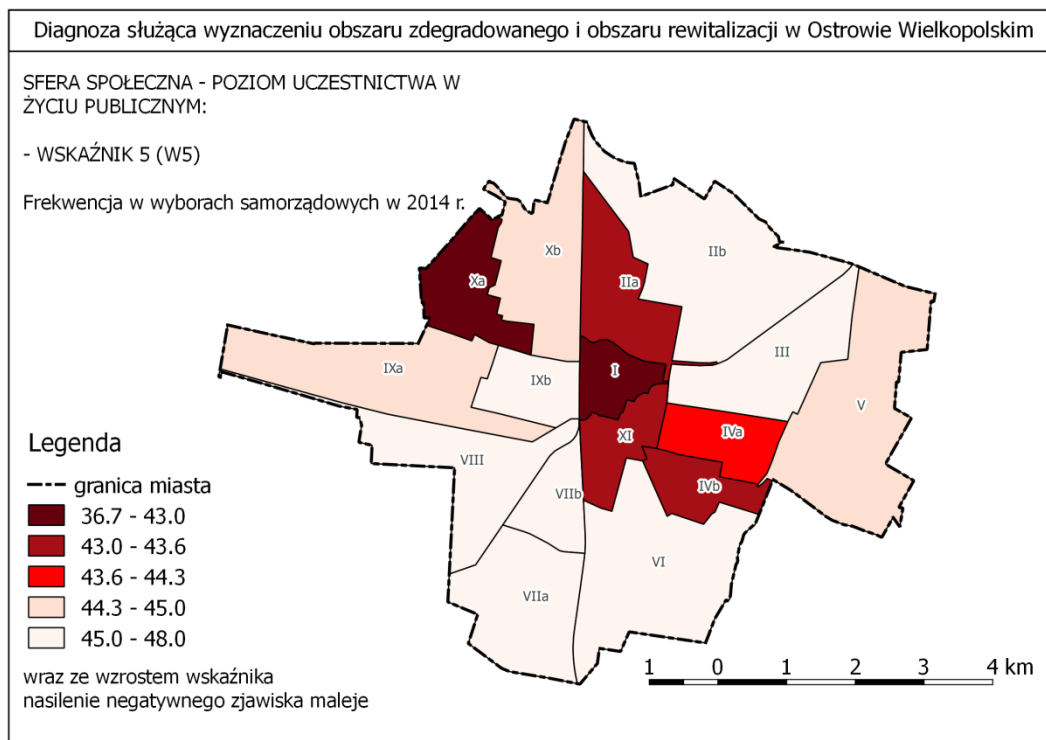 Diagnoza służąca wyznaczeniu obszaru zdegradowanego i obszaru rewitalizacji w Ostrowie Wielkopolskim
SFERA SPOŁECZNA - POZIOM UCZESTNICTWA W
ŻYCIU PUBLICZNYM:
- WSKAŹNIK 5 (W5)
Frekwencja w wyborach samorządowych w 2014 r.
Xb
IIb
Xa
IIa
III
IXa
IXb
I
V
XI
IVa
VIII
IVb
VIIb
VI
VIIa
Legenda
granica miasta
36.7 - 43.0
43.0 - 43.6
43.6 - 44.3
44.3 - 45.0
45.0 - 48.0
wraz ze wzrostem wskaźnika
nasilenie negatywnego zjawiska maleje
1 0 1 2 3 4 km